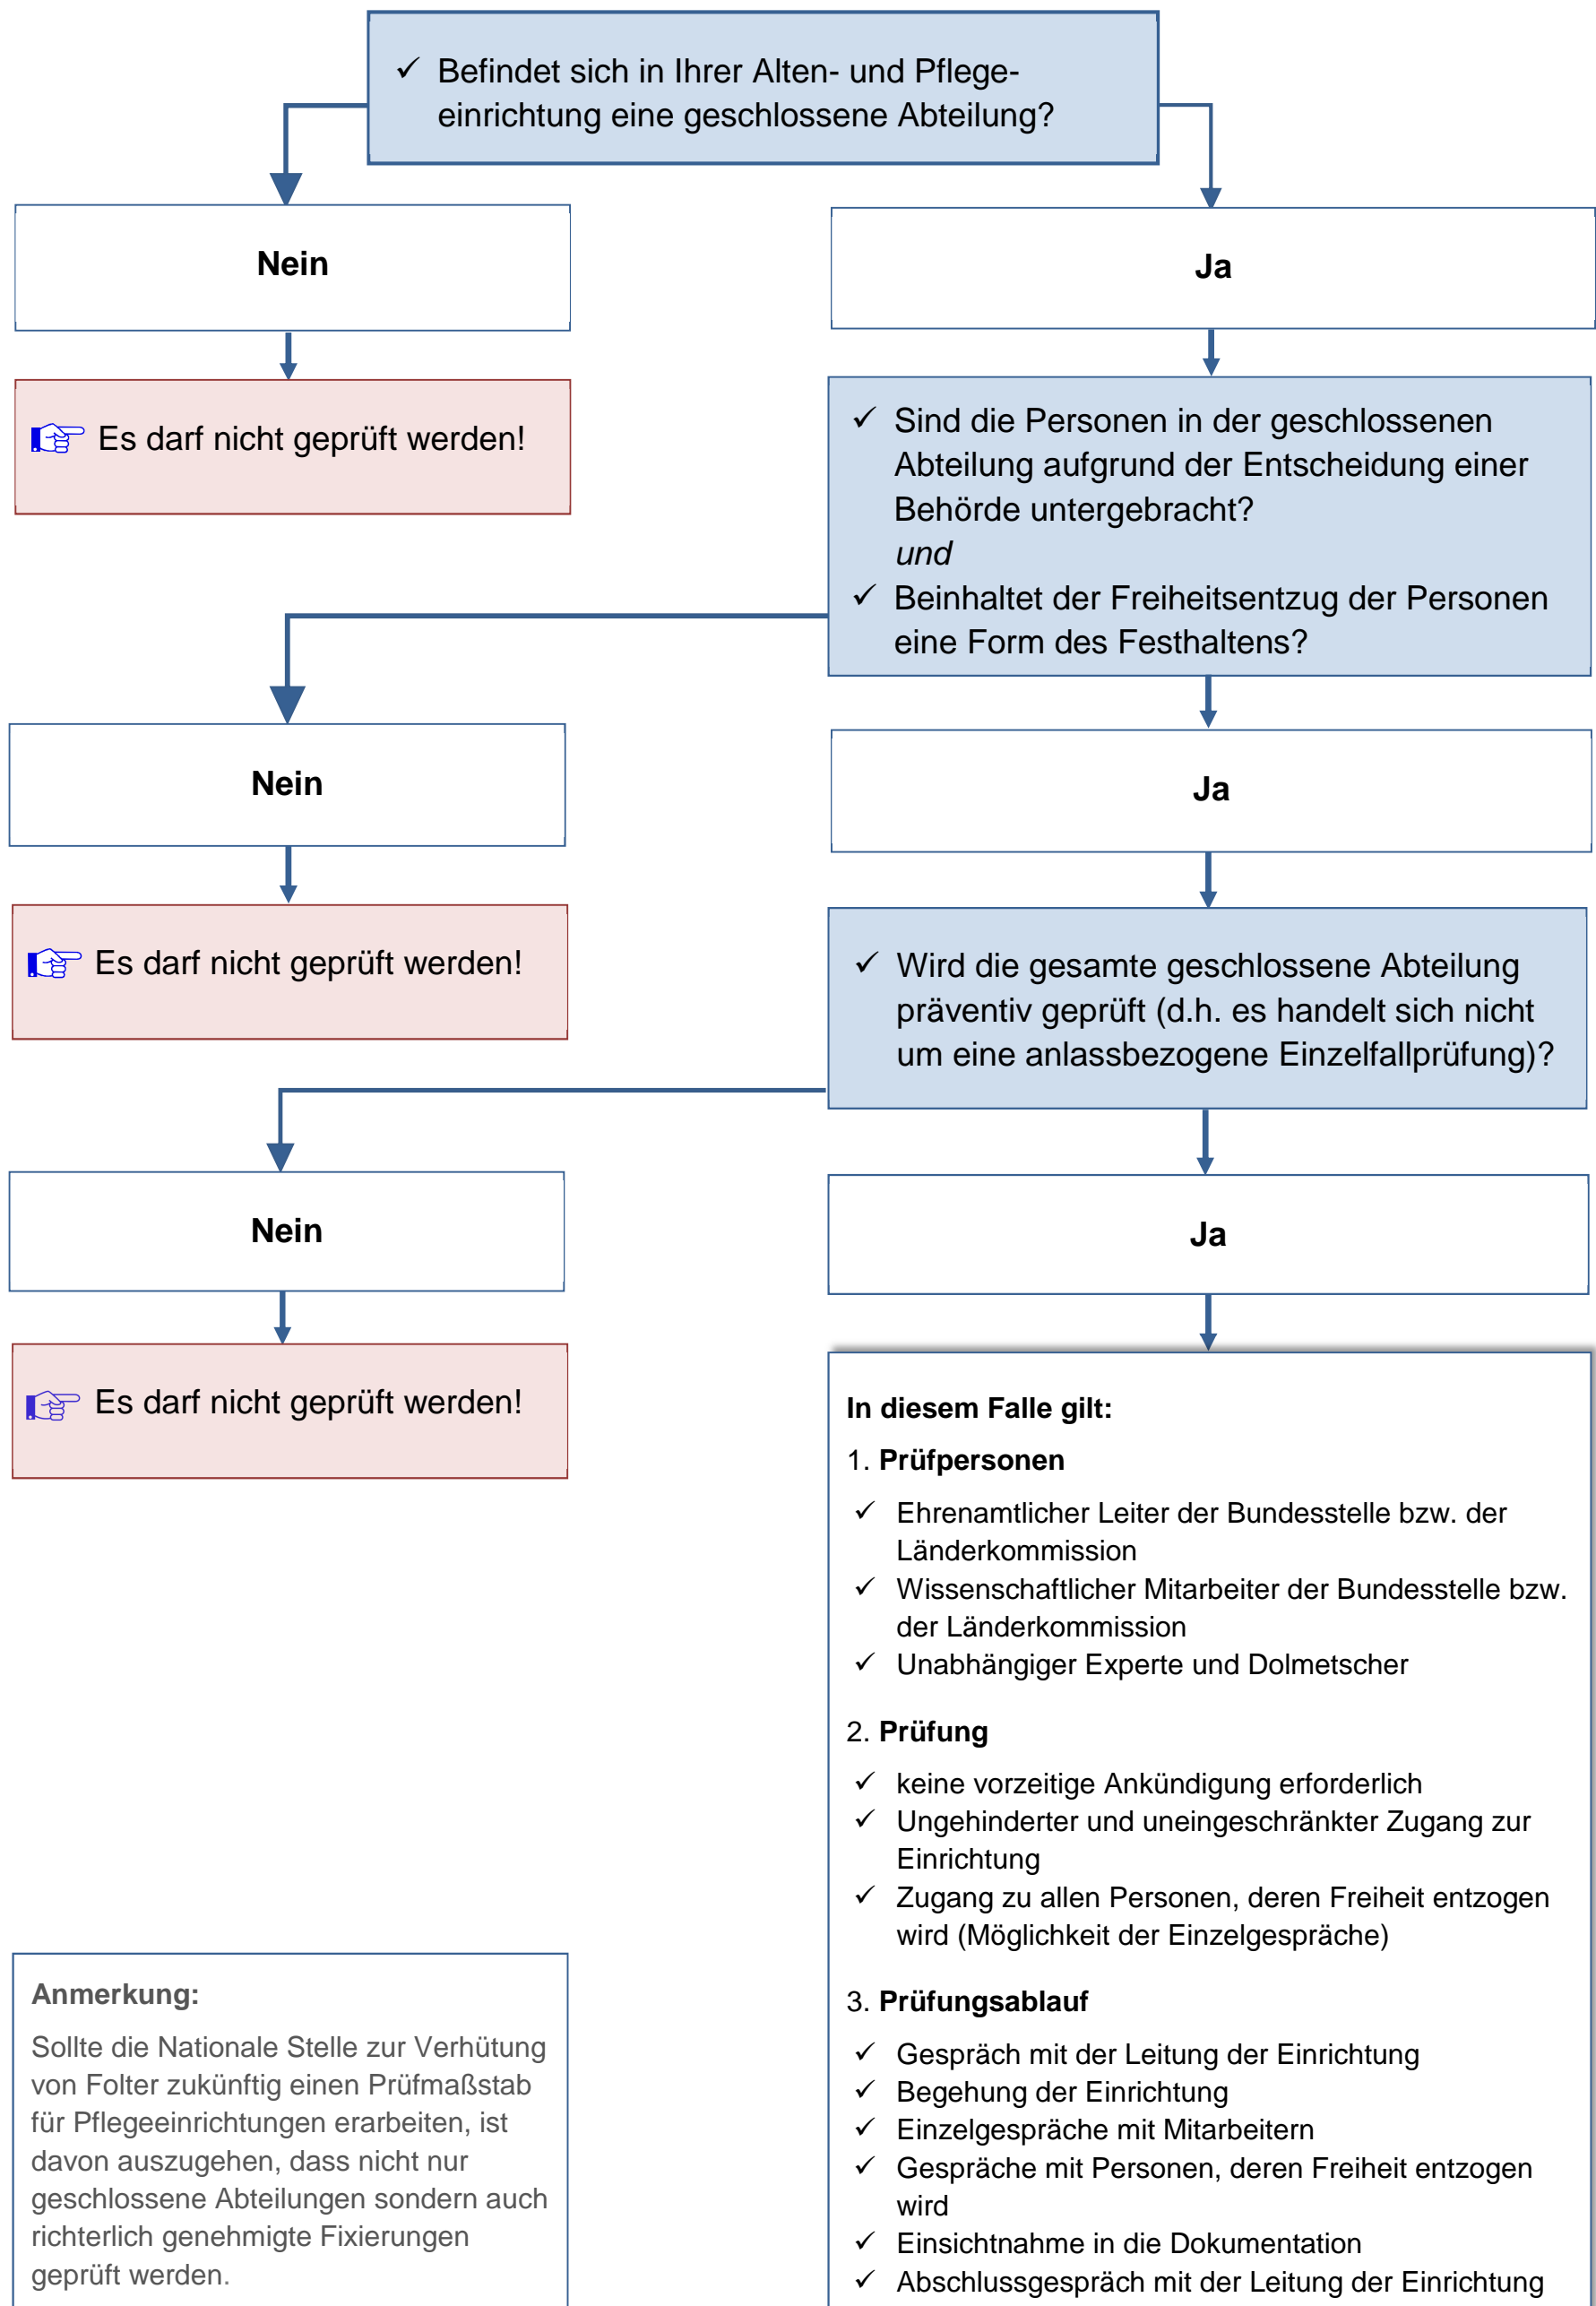 ✓ Befindet sich in Ihrer Alten- und Pflege-
einrichtung eine geschlossene Abteilung?
Nein
Ja
Es darf nicht geprüft werden!
✓ Sind die Personen in der geschlossenen
Abteilung aufgrund der Entscheidung einer
Behörde untergebracht?
und
✓ Beinhaltet der Freiheitsentzug der Personen
eine Form des Festhaltens?
Nein
Ja
Es darf nicht geprüft werden!
✓ Wird die gesamte geschlossene Abteilung
präventiv geprüft (d.h. es handelt sich nicht
um eine anlassbezogene Einzelfallprüfung)?
Nein
Ja
Es darf nicht geprüft werden!
In diesem Falle gilt:
1. Prüfpersonen
✓ Ehrenamtlicher Leiter der Bundesstelle bzw. der
Länderkommission
✓ Wissenschaftlicher Mitarbeiter der Bundesstelle bzw.
der Länderkommission
✓ Unabhängiger Experte und Dolmetscher
2. Prüfung
✓ keine vorzeitige Ankündigung erforderlich
✓ Ungehinderter und uneingeschränkter Zugang zur
Einrichtung
✓ Zugang zu allen Personen, deren Freiheit entzogen
wird (Möglichkeit der Einzelgespräche)
3. Prüfungsablauf
✓ Gespräch mit der Leitung der Einrichtung
✓ Begehung der Einrichtung
✓ Einzelgespräche mit Mitarbeitern
✓ Gespräche mit Personen, deren Freiheit entzogen
wird
✓ Einsichtnahme in die Dokumentation
✓ Abschlussgespräch mit der Leitung der Einrichtung
Anmerkung:
Sollte die Nationale Stelle zur Verhütung
von Folter zukünftig einen Prüfmaßstab
für Pflegeeinrichtungen erarbeiten, ist
davon auszugehen, dass nicht nur
geschlossene Abteilungen sondern auch
richterlich genehmigte Fixierungen
geprüft werden.